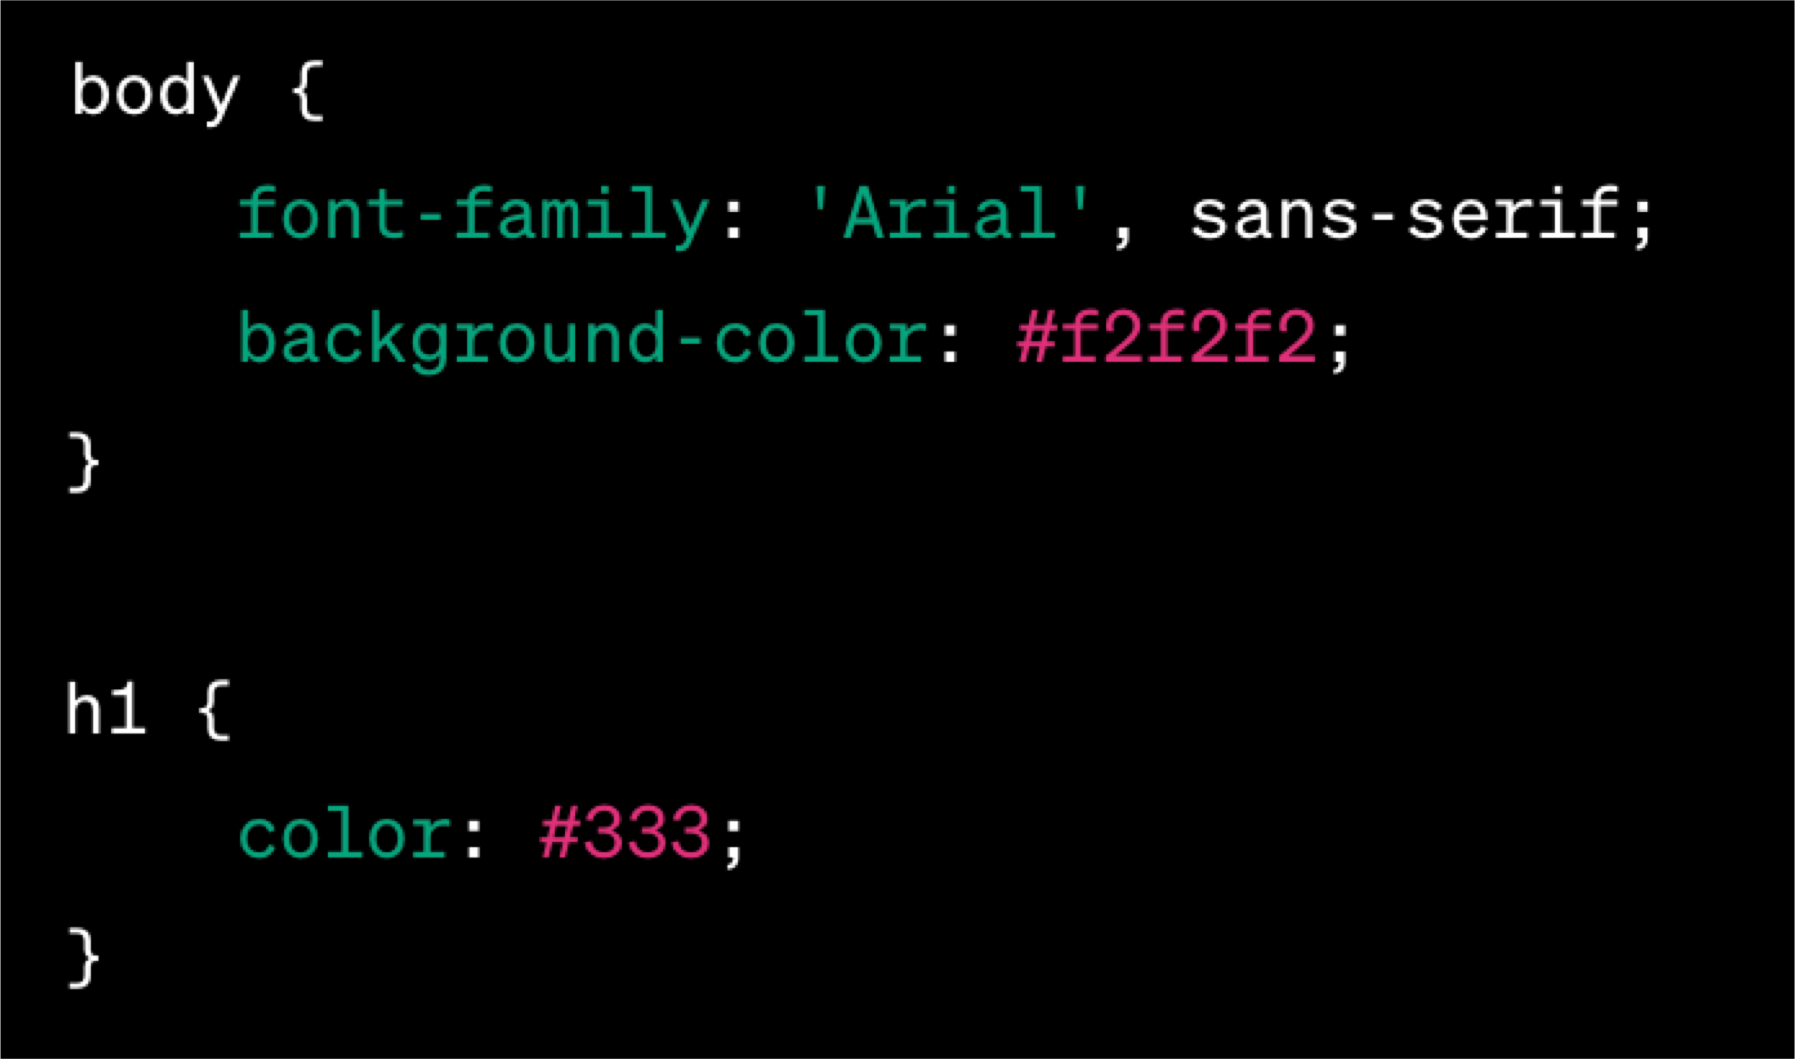 body {
    font-family: 'Arial', sans-serif;
    background-color: #f2f2f2;
}

h1 {
    color: #333;
}